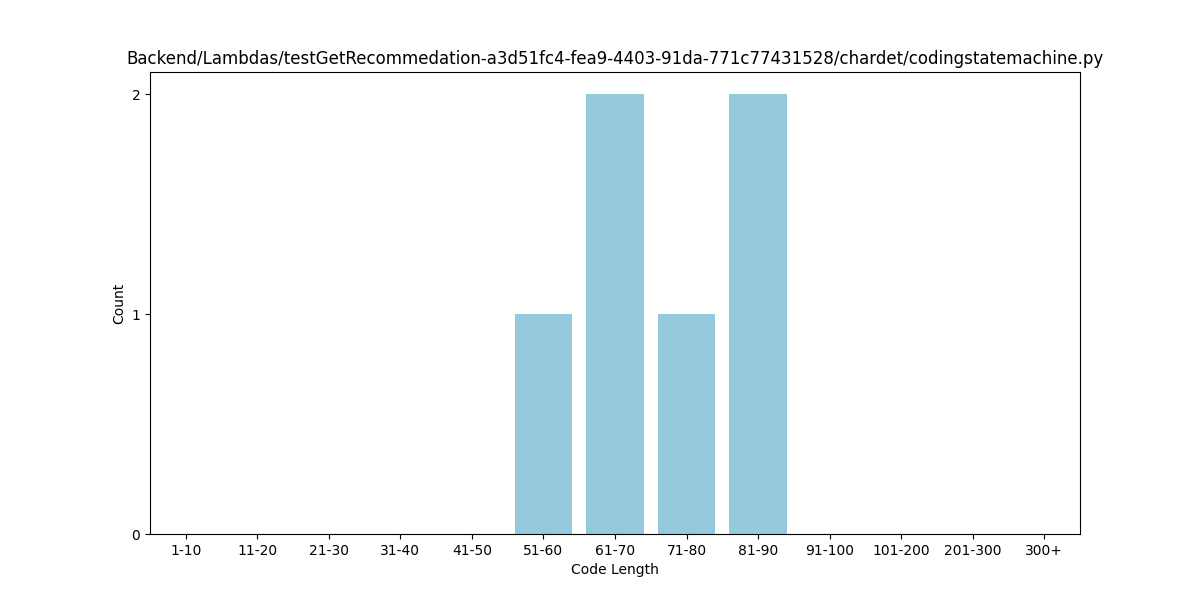 Backend/Lambdas/testGetRecommedation-a3d51fc4-fea9-4403-91da-771c77431528/chardet/codingstatemachine.py
2
1
0
Count
1-10 11-20 21-30 31-40 41-50 51-60 61-70 71-80 81-90 91-100 101-200 201-300 300+
Code Length